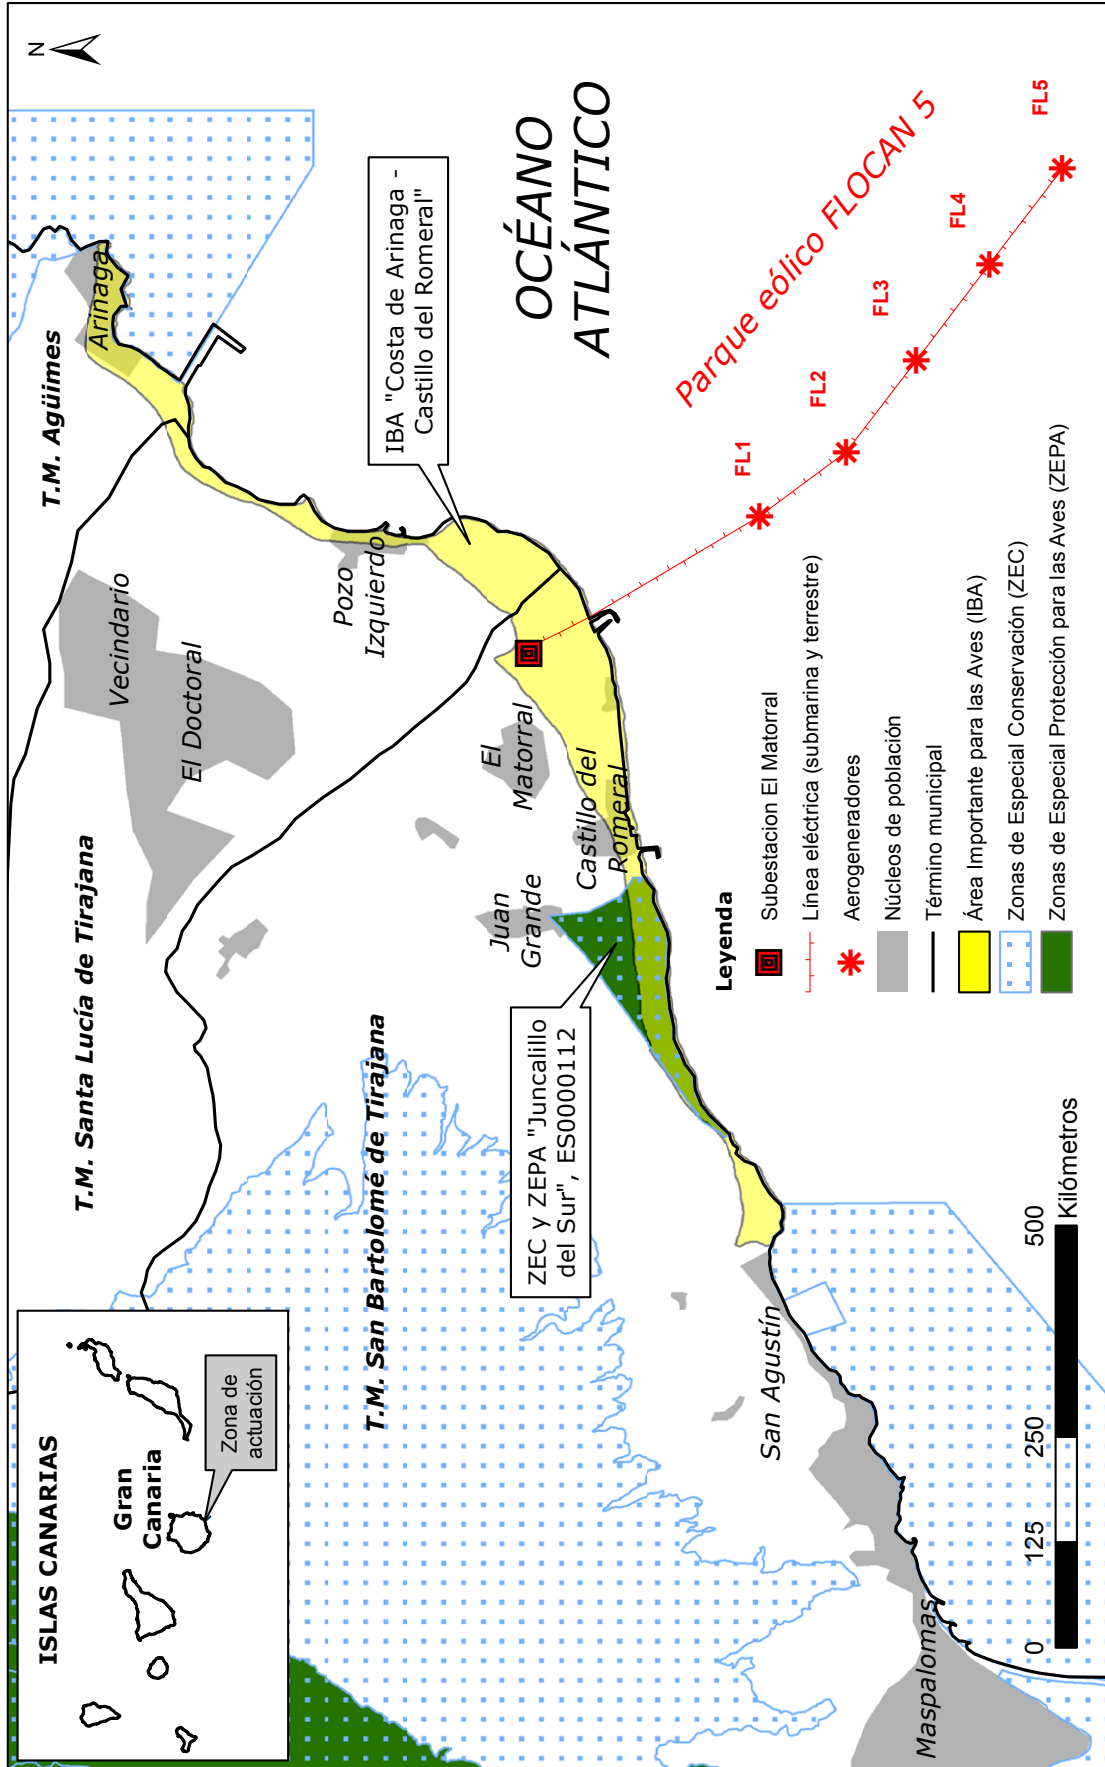 ISLAS CANARIAS
Gran
Canaria
Zona de
actuación
N
T.M. Agüimes
T.M. Santa Lucía de Tirajana
T.M. San Bartolomé de Tirajana
Arinaga
Vecindario
El Doctoral
Pozo
Izquierdo
El
Matorral
Castillo del
Romeral
Juan
Grande
San Agustín
Maspalomas
IBA "Costa de Arinaga -
Castillo del Romeral"
ZEC y ZEPA "Juncalillo
del Sur", ES0000112
OCÉANO
ATLÁNTICO
Parque eólico FLOCAN 5
FL1
FL2
FL3
FL4
FL5
Leyenda
Subestacion El Matorral
Línea eléctrica (submarina y terrestre)
Aerogeneradores
Núcleos de población
Término municipal
Área Importante para las Aves (IBA)
Zonas de Especial Conservación (ZEC)
Zonas de Especial Protección para las Aves (ZEPA)
0 125 250 500
Kilómetros